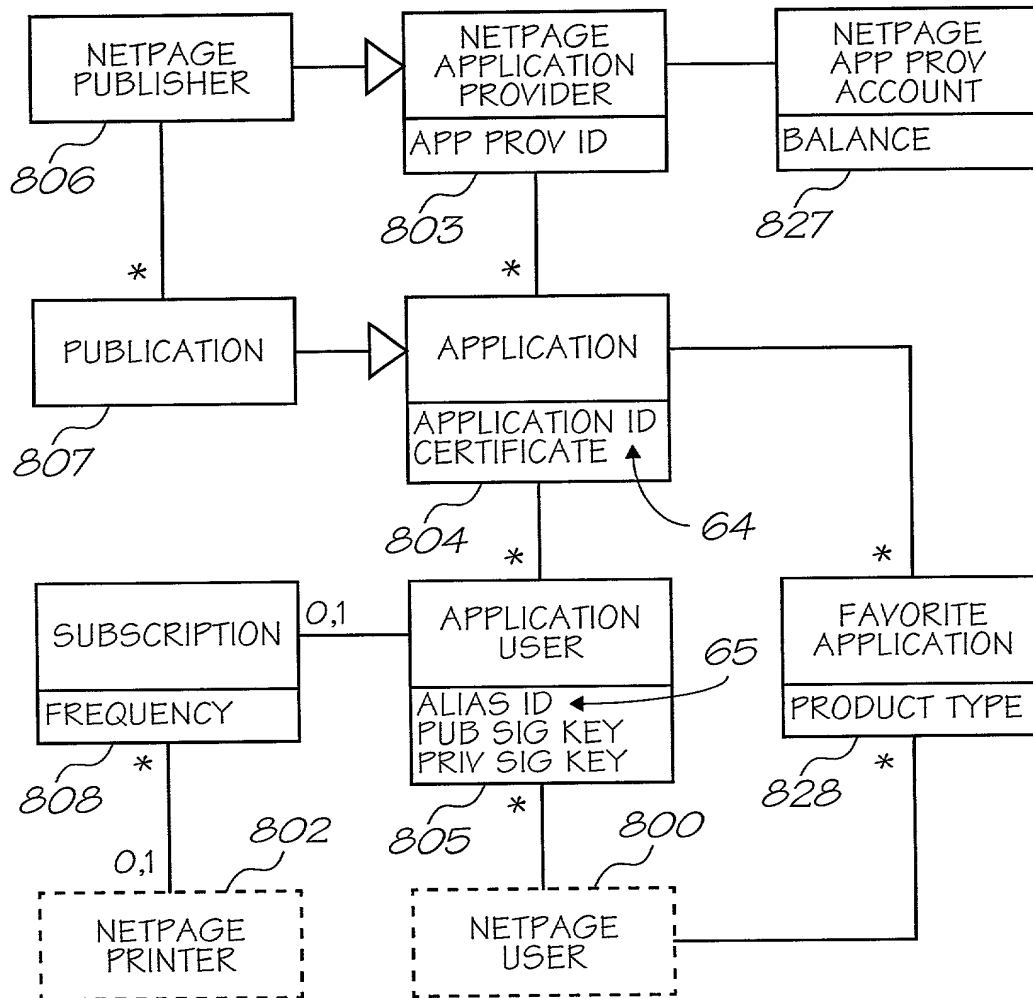 NETPAGE
PUBLISHER
806
NETPAGE
APPLICATION
PROVIDER
APP PROV ID
803
NETPAGE
APP PROV
ACCOUNT
BALANCE
827
*
*
PUBLICATION
807
APPLICATION
APPLICATION ID
CERTIFICATE
64
804
*
*
SUBSCRIPTION
FREQUENCY
808
0,1
APPLICATION
USER
ALIAS ID
PUB SIG KEY
PRIV SIG KEY
65
805
FAVORITE
APPLICATION
PRODUCT TYPE
828
*
*
*
0,1
802
NETPAGE
PRINTER
800
NETPAGE
USER